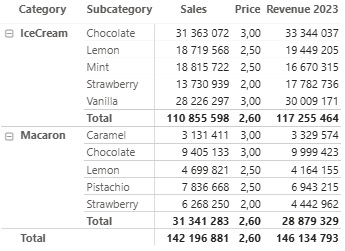 Category Subcategory Sales Price Revenue 2023
IceCream Chocolate 31 363 072 3,00 33 344 037
Lemon 18 719 568 2,50 19 449 205
Mint 18 815 722 2,50 16 670 315
Strawberry 13 730 939 2,00 17 782 736
Vanilla 28 226 297 3,00 30 009 171
Total 110 855 598 2,60 117 255 464
Macaron Caramel 3 131 411 3,00 3 329 574
Chocolate 9 405 133 3,00 9 999 423
Lemon 4 699 821 2,50 4 164 155
Pistachio 7 836 668 2,50 6 943 215
Strawberry 6 268 250 2,00 4 442 962
Total 31 341 283 2,60 28 879 329
Total 142 196 881 2,60 146 134 793